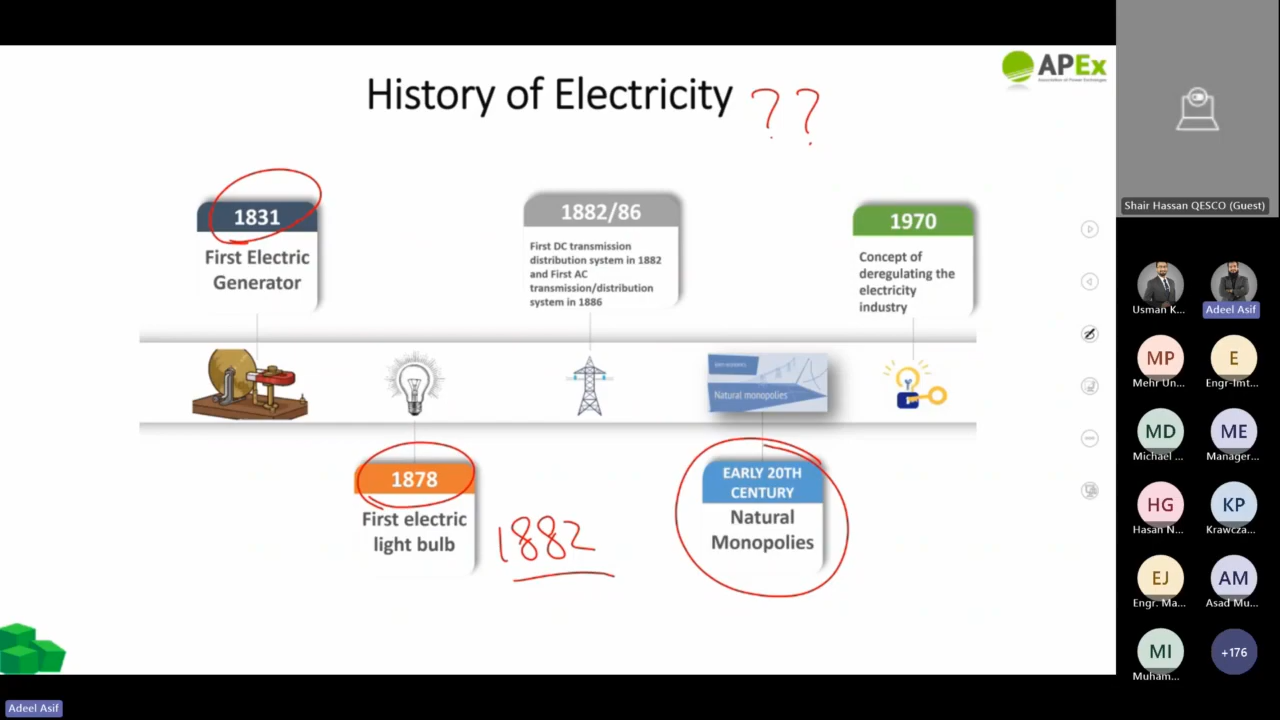 History of Electricity ??
APEx
Association of Power Technologies
1831
First Electric
Generator
1882/86
First DC transmission
distribution system in 1882
and First AC
transmission/distribution
system in 1886
1970
Concept of
deregulating the
electricity
industry
Natural monopolies
1878
First electric
light bulb
1882
EARLY 20TH
CENTURY
Natural
Monopolies
Shair Hassan QESCO (Guest)
Usman K...
Adeel Asif
MP
Mehr Un...
E
Engr-Imt...
MD
Michael ...
ME
Manager...
HG
Hasan N...
KP
Krawcza...
EJ
Engr. Ma...
AM
Asad Mu...
MI
Muham...
+176
Adeel Asif